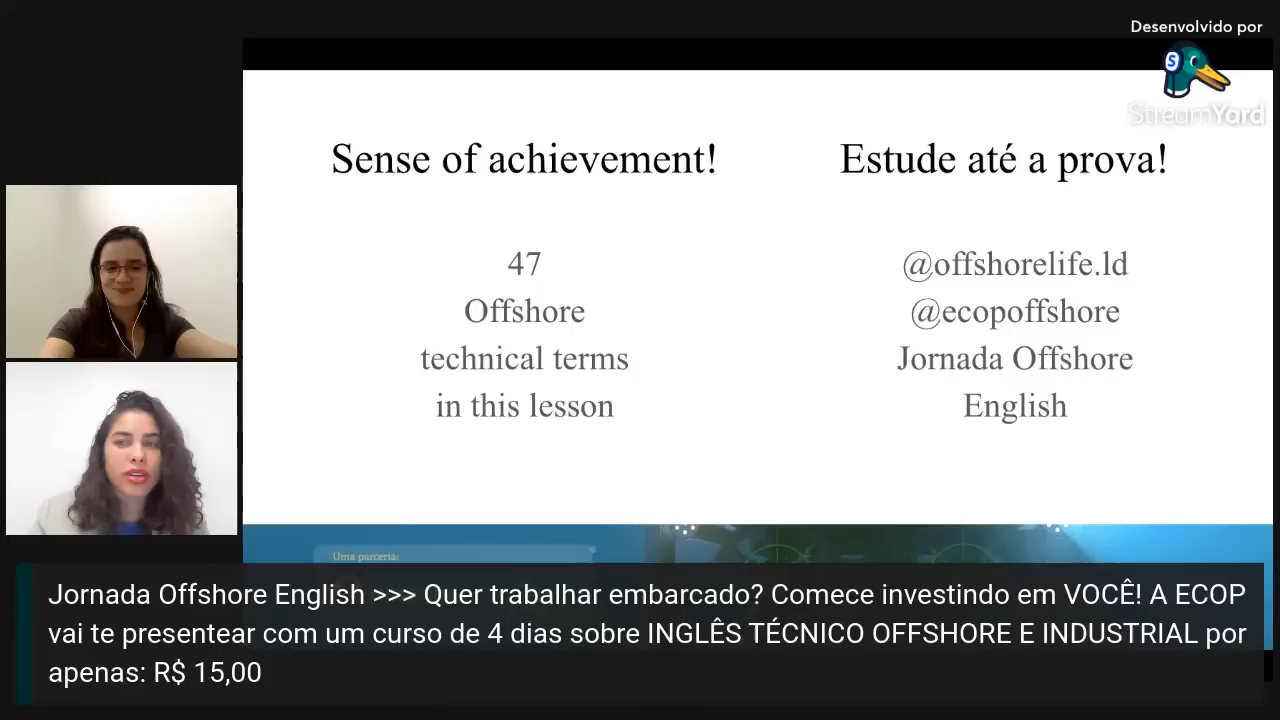 Desenvolvido por
S
StreamYard
Sense of achievement!
47
Offshore
technical terms
in this lesson
Estude até a prova!
@offshorelife.ld
@ecopoffshore
Jornada Offshore
English
Uma parceria:
Jornada Offshore English >>> Quer trabalhar embarcado? Comece investindo em VOCÊ! A ECOP
vai te presentear com um curso de 4 dias sobre INGLÊS TÉCNICO OFFSHORE E INDUSTRIAL por
apenas: R$ 15,00